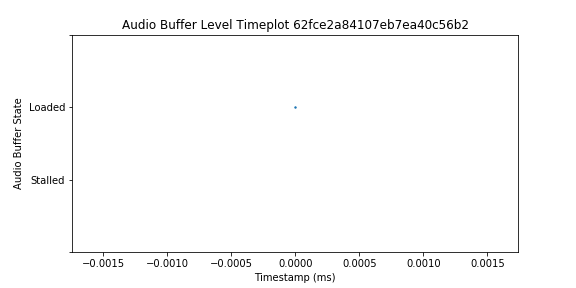 Audio Buffer Level Timeplot 62fce2a84107eb7ea40c56b2
Audio Buffer State
Loaded
Stalled
−0.0015 −0.0010 −0.0005 0.0000 0.0005 0.0010 0.0015
Timestamp (ms)